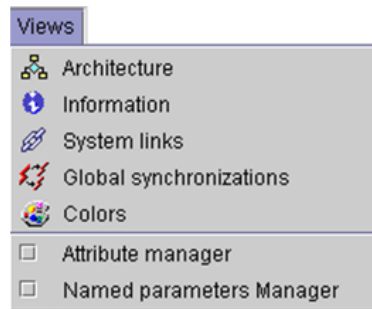 Views
Architecture
Information
System links
Global synchronizations
Colors
Attribute manager
Named parameters Manager